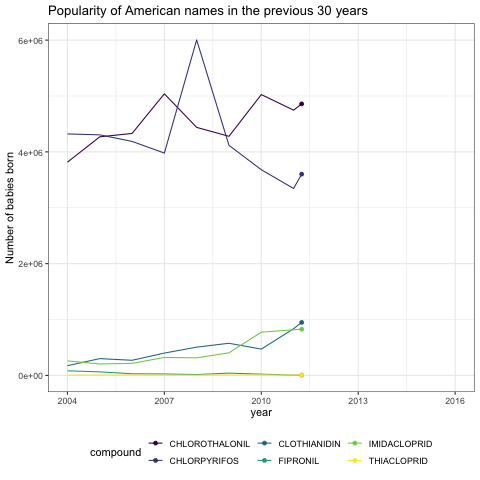 Popularity of American names in the previous 30 years
Number of babies born
6e+06
4e+06
2e+06
0e+00
2004 2007 2010 2013 2016
year
compound
CHLOROTHALONIL CLOTHIANIDIN IMIDACLOPRID
CHLORPYRIFOS FIPRONIL THIACLOPRID